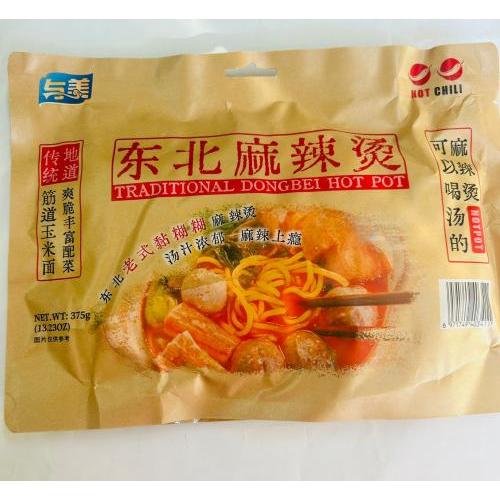 与美
HOT CHILI
东北麻辣烫
TRADITIONAL DONGBEI HOT POT
地道
传统
爽脆丰富配菜
筋道玉米面
麻辣烫
可以喝汤的
HOTPOT
东北老式黏糊糊麻辣烫
汤汁浓郁 麻辣上瘾
NET.WT: 375g
(13.23OZ)
图片仅供参考